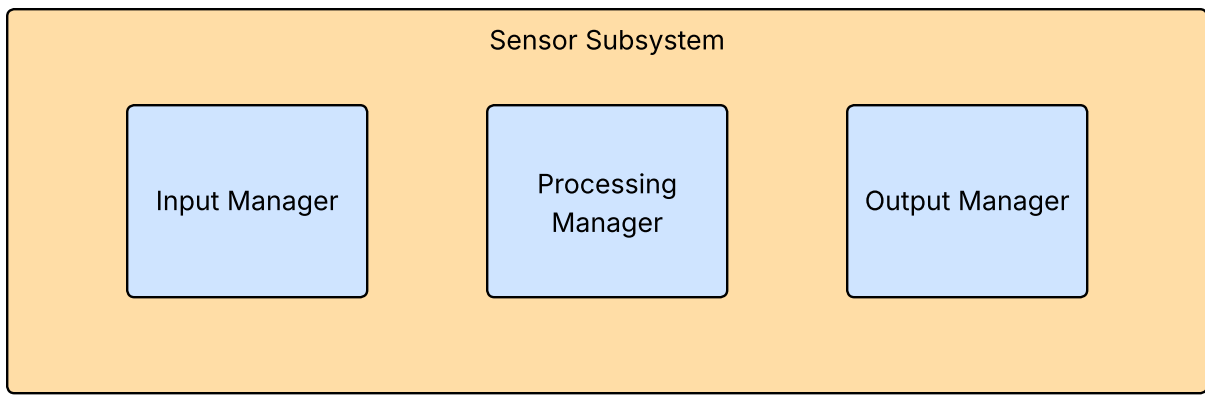 Sensor Subsystem
Input Manager
Processing
Manager
Output Manager